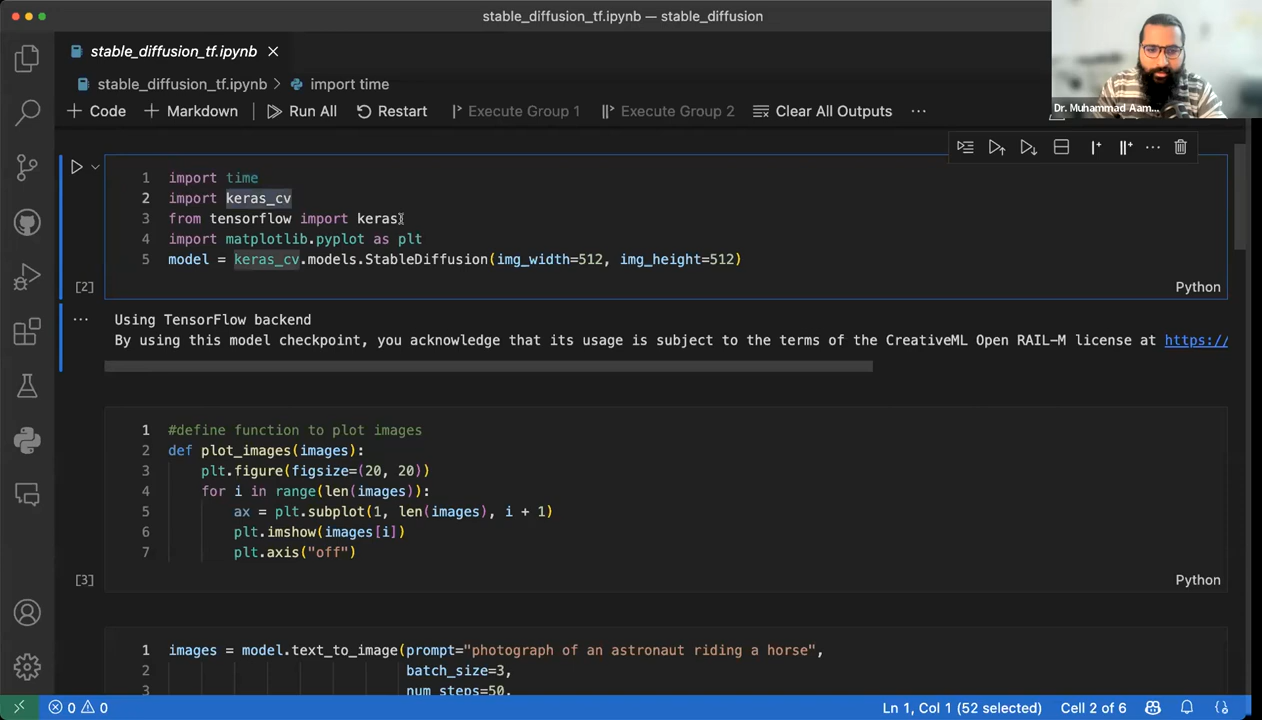 stable_diffusion_tf.ipynb — stable_diffusion
stable_diffusion_tf.ipynb ×
stable_diffusion_tf.ipynb > import time
+ Code + Markdown Run All Restart Execute Group 1 Execute Group 2 Clear All Outputs ...
Dr. Muhammad Aam...
1 import time
2 import keras_cv
3 from tensorflow import keras
4 import matplotlib.pyplot as plt
5 model = keras_cv.models.StableDiffusion(img_width=512, img_height=512)
[2] Python
... Using TensorFlow backend
By using this model checkpoint, you acknowledge that its usage is subject to the terms of the CreativeML Open RAIL-M license at https://
1 #define function to plot images
2 def plot_images(images):
3 plt.figure(figsize=(20, 20))
4 for i in range(len(images)):
5 ax = plt.subplot(1, len(images), i + 1)
6 plt.imshow(images[i])
7 plt.axis("off")
[3] Python
1 images = model.text_to_image(prompt="photograph of an astronaut riding a horse",
2 batch_size=3,
3 num_steps=50,
0 0 Ln 1, Col 1 (52 selected) Cell 2 of 6